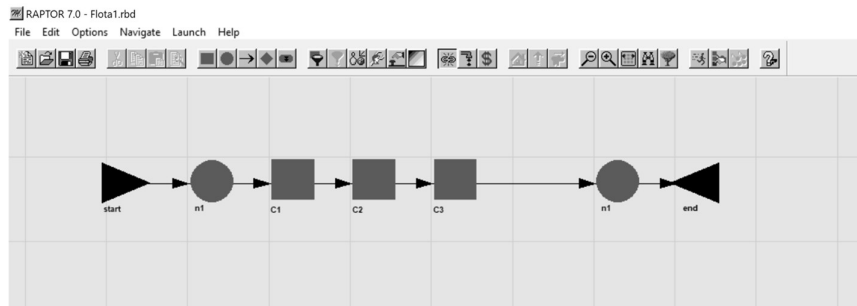 RAPTOR 7.0 - Flota1.rbd
File Edit Options Navigate Launch Help
start n1 C1 C2 C3 n1 end